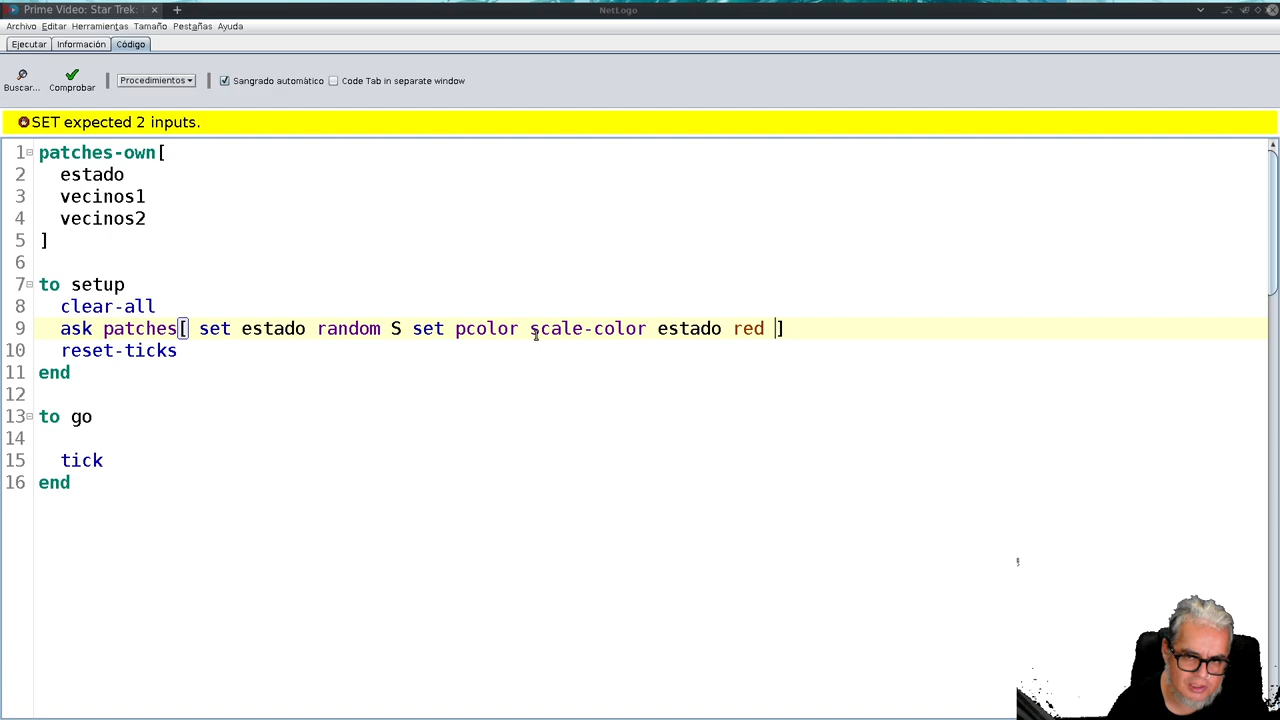 Prime Video: Star Trek:
NetLogo
Archivo Editar Herramientas Tamaño Pestañas Ayuda
Ejecutar Información Código
Buscar... Comprobar Procedimientos Sangrado automático Code Tab in separate window
SET expected 2 inputs.
1 patches-own[
2 estado
3 vecinos1
4 vecinos2
5 ]
6
7 to setup
8 clear-all
9 ask patches[ set estado random S set pcolor scale-color estado red ]
10 reset-ticks
11 end
12
13 to go
14
15 tick
16 end